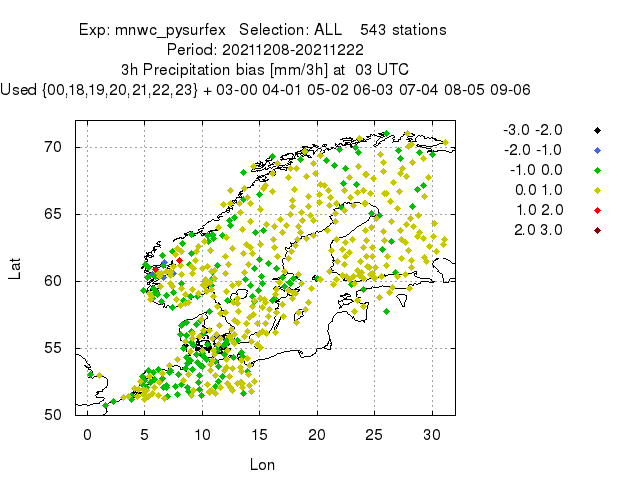 Exp: mnwc_pysurfex   Selection: ALL    543 stations
Period: 20211208-20211222
3h Precipitation bias [mm/3h] at  03 UTC
Used {00,18,19,20,21,22,23} + 03-00 04-01 05-02 06-03 07-04 08-05 09-06
-3.0 -2.0
-2.0 -1.0
-1.0 0.0
0.0 1.0
1.0 2.0
2.0 3.0
70
65
60
55
50
Lat
0 5 10 15 20 25 30
Lon